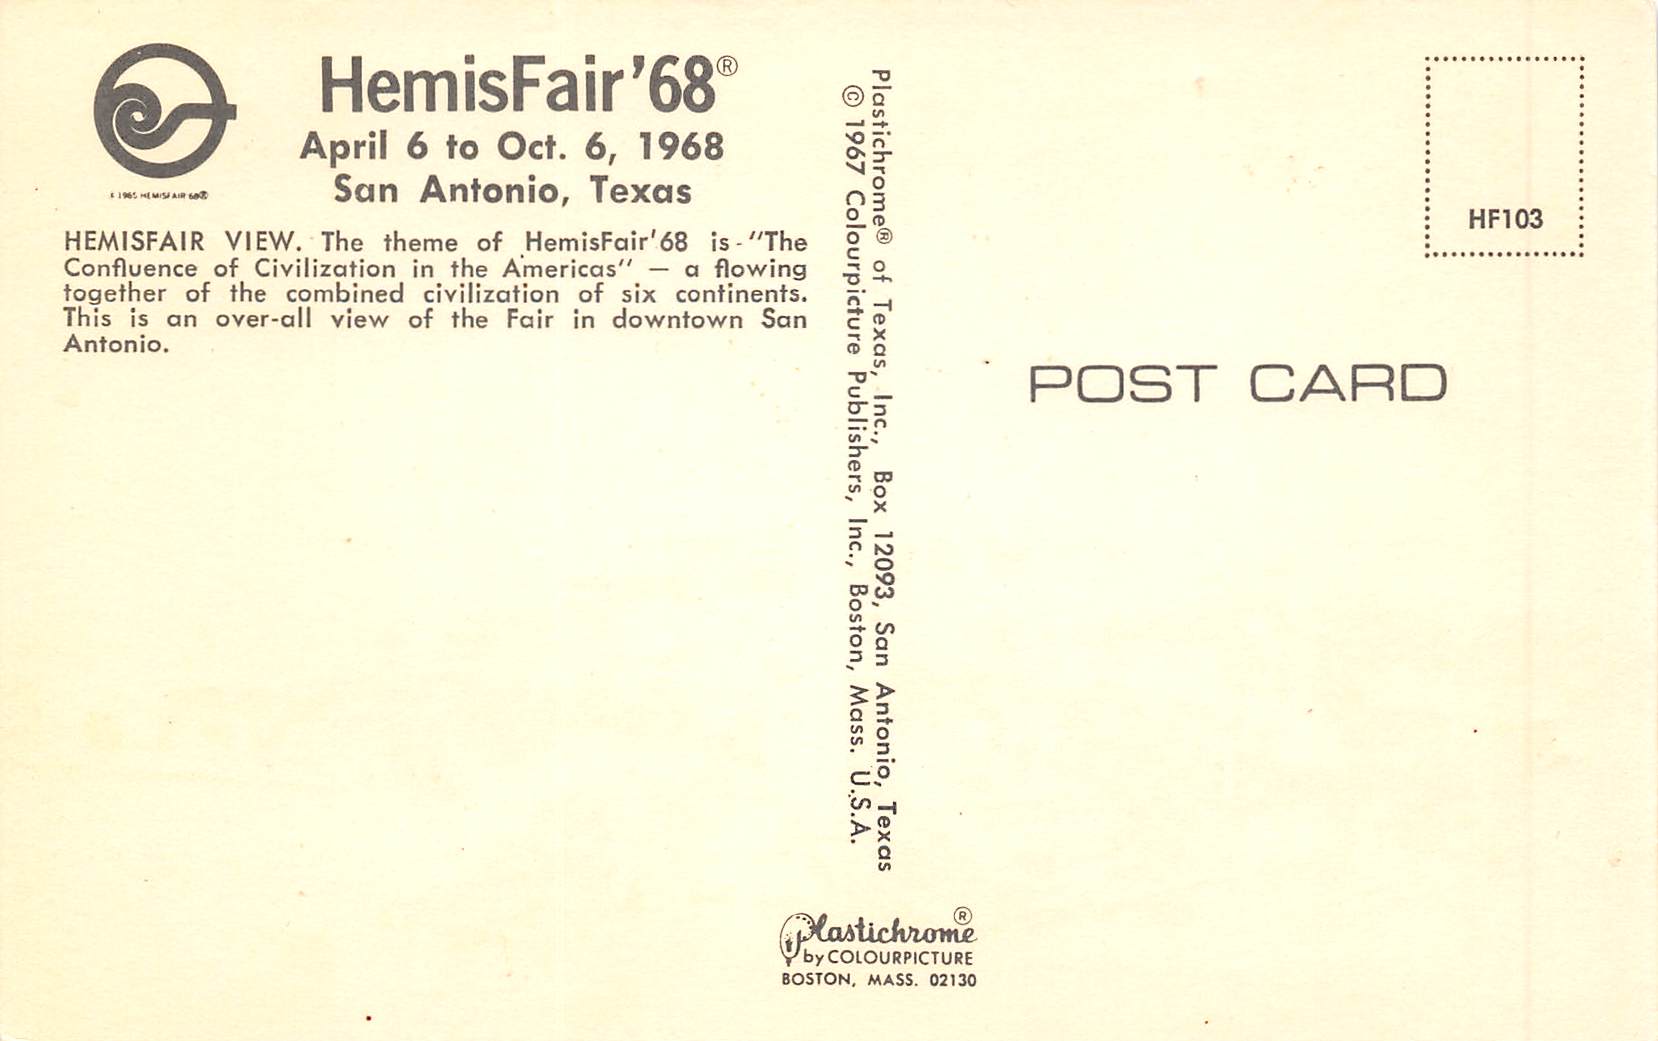 HemisFair'68®
April 6 to Oct. 6, 1968
San Antonio, Texas
© 1965 HEMISFAIR 68®
HEMISFAIR VIEW. The theme of HemisFair'68 is "The
Confluence of Civilization in the Americas" — a flowing
together of the combined civilization of six continents.
This is an over-all view of the Fair in downtown San
Antonio.
Plastichrome® of Texas, Inc., Box 12093, San Antonio, Texas
© 1967 Colourpicture Publishers, Inc., Boston, Mass. U.S.A.
Plastichrome®
by COLOURPICTURE
BOSTON, MASS. 02130
HF103
POST CARD